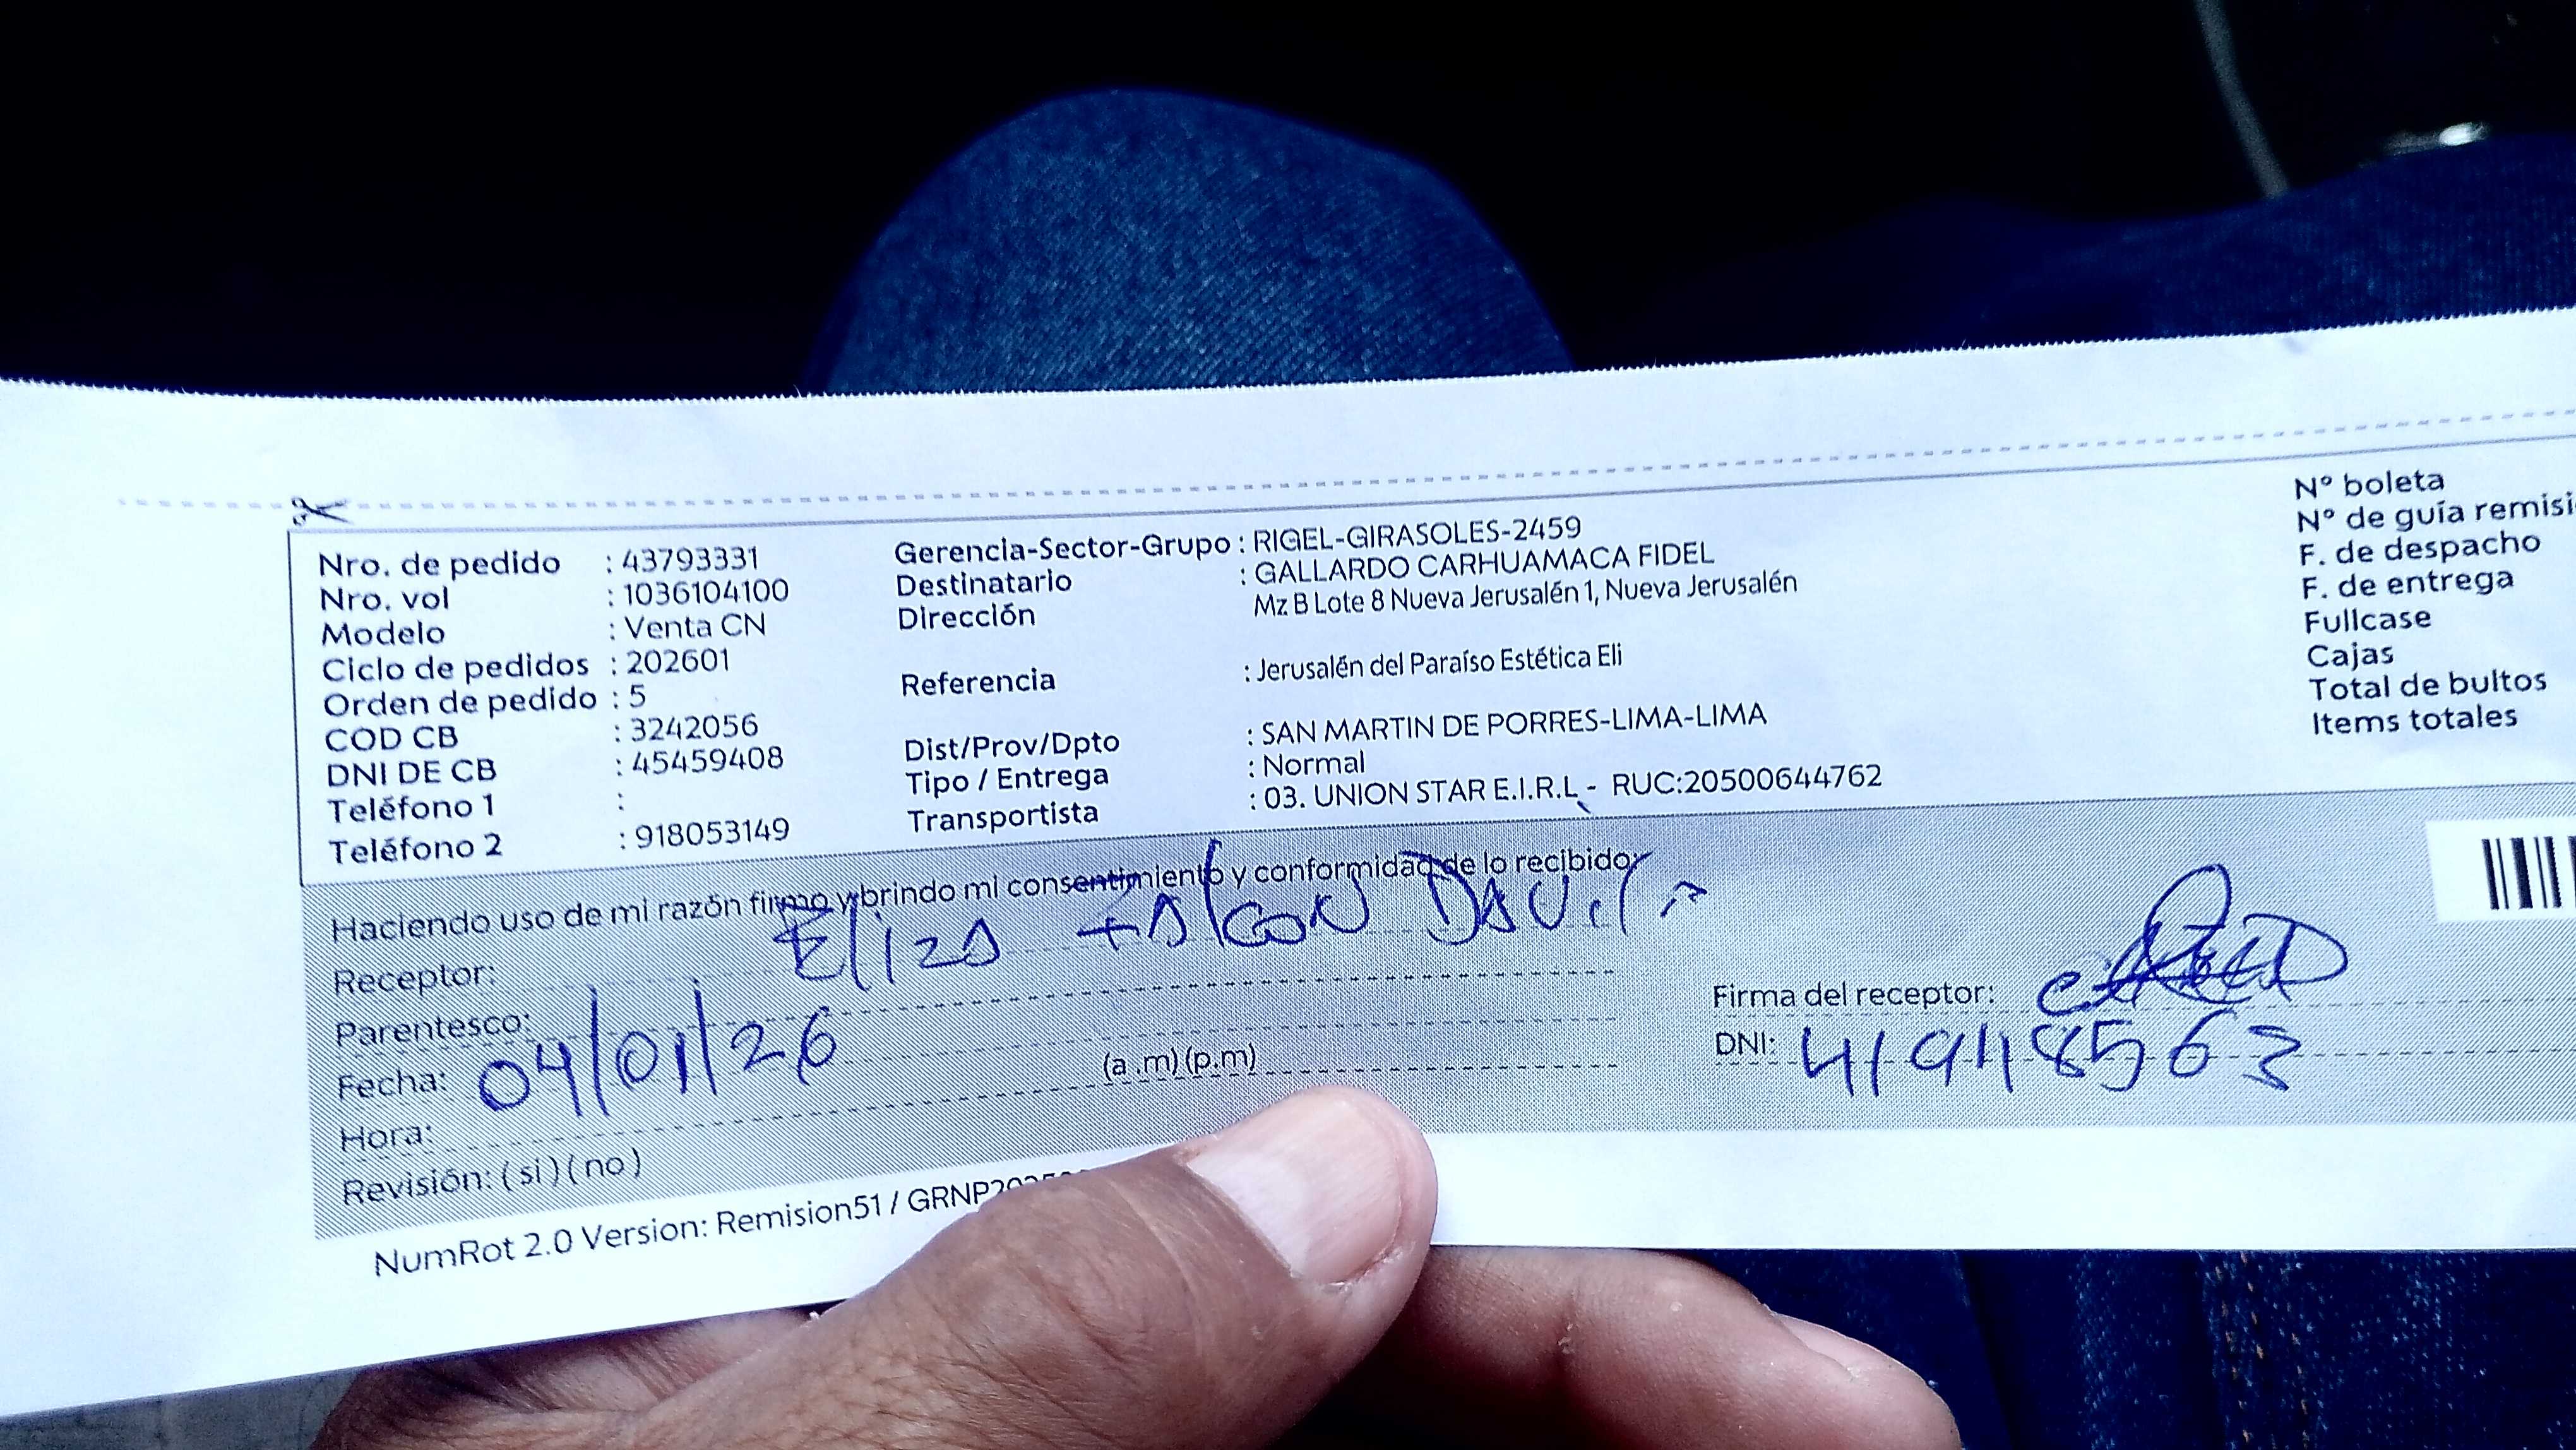 Nro. de pedido : 43793331
Nro. vol : 1036104100
Modelo : Venta CN
Ciclo de pedidos : 202601
Orden de pedido : 5
COD CB : 3242056
DNI DE CB : 45459408
Teléfono 1 :
Teléfono 2 : 918053149
Gerencia-Sector-Grupo : RIGEL-GIRASOLES-2459
Destinatario : GALLARDO CARHUAMACA FIDEL
Dirección Mz B Lote 8 Nueva Jerusalén 1, Nueva Jerusalén
Referencia : Jerusalén del Paraíso Estética Eli
Dist/Prov/Dpto : SAN MARTIN DE PORRES-LIMA-LIMA
Tipo / Entrega : Normal
Transportista : 03. UNION STAR E.I.R.L - RUC:20500644762
N° boleta
N° de guía remisi
F. de despacho
F. de entrega
Fullcase
Cajas
Total de bultos
Items totales
Haciendo uso de mi razón firmo y brindo mi consentimiento y conformidad de lo recibido:
Receptor: Eliza falcon Davila
Parentesco:
Fecha: 04/01/26
Hora: (a.m) (p.m)
Revisión: (si) (no)
Firma del receptor:
DNI: 41948563
NumRot 2.0 Version: Remision51 / GRNP